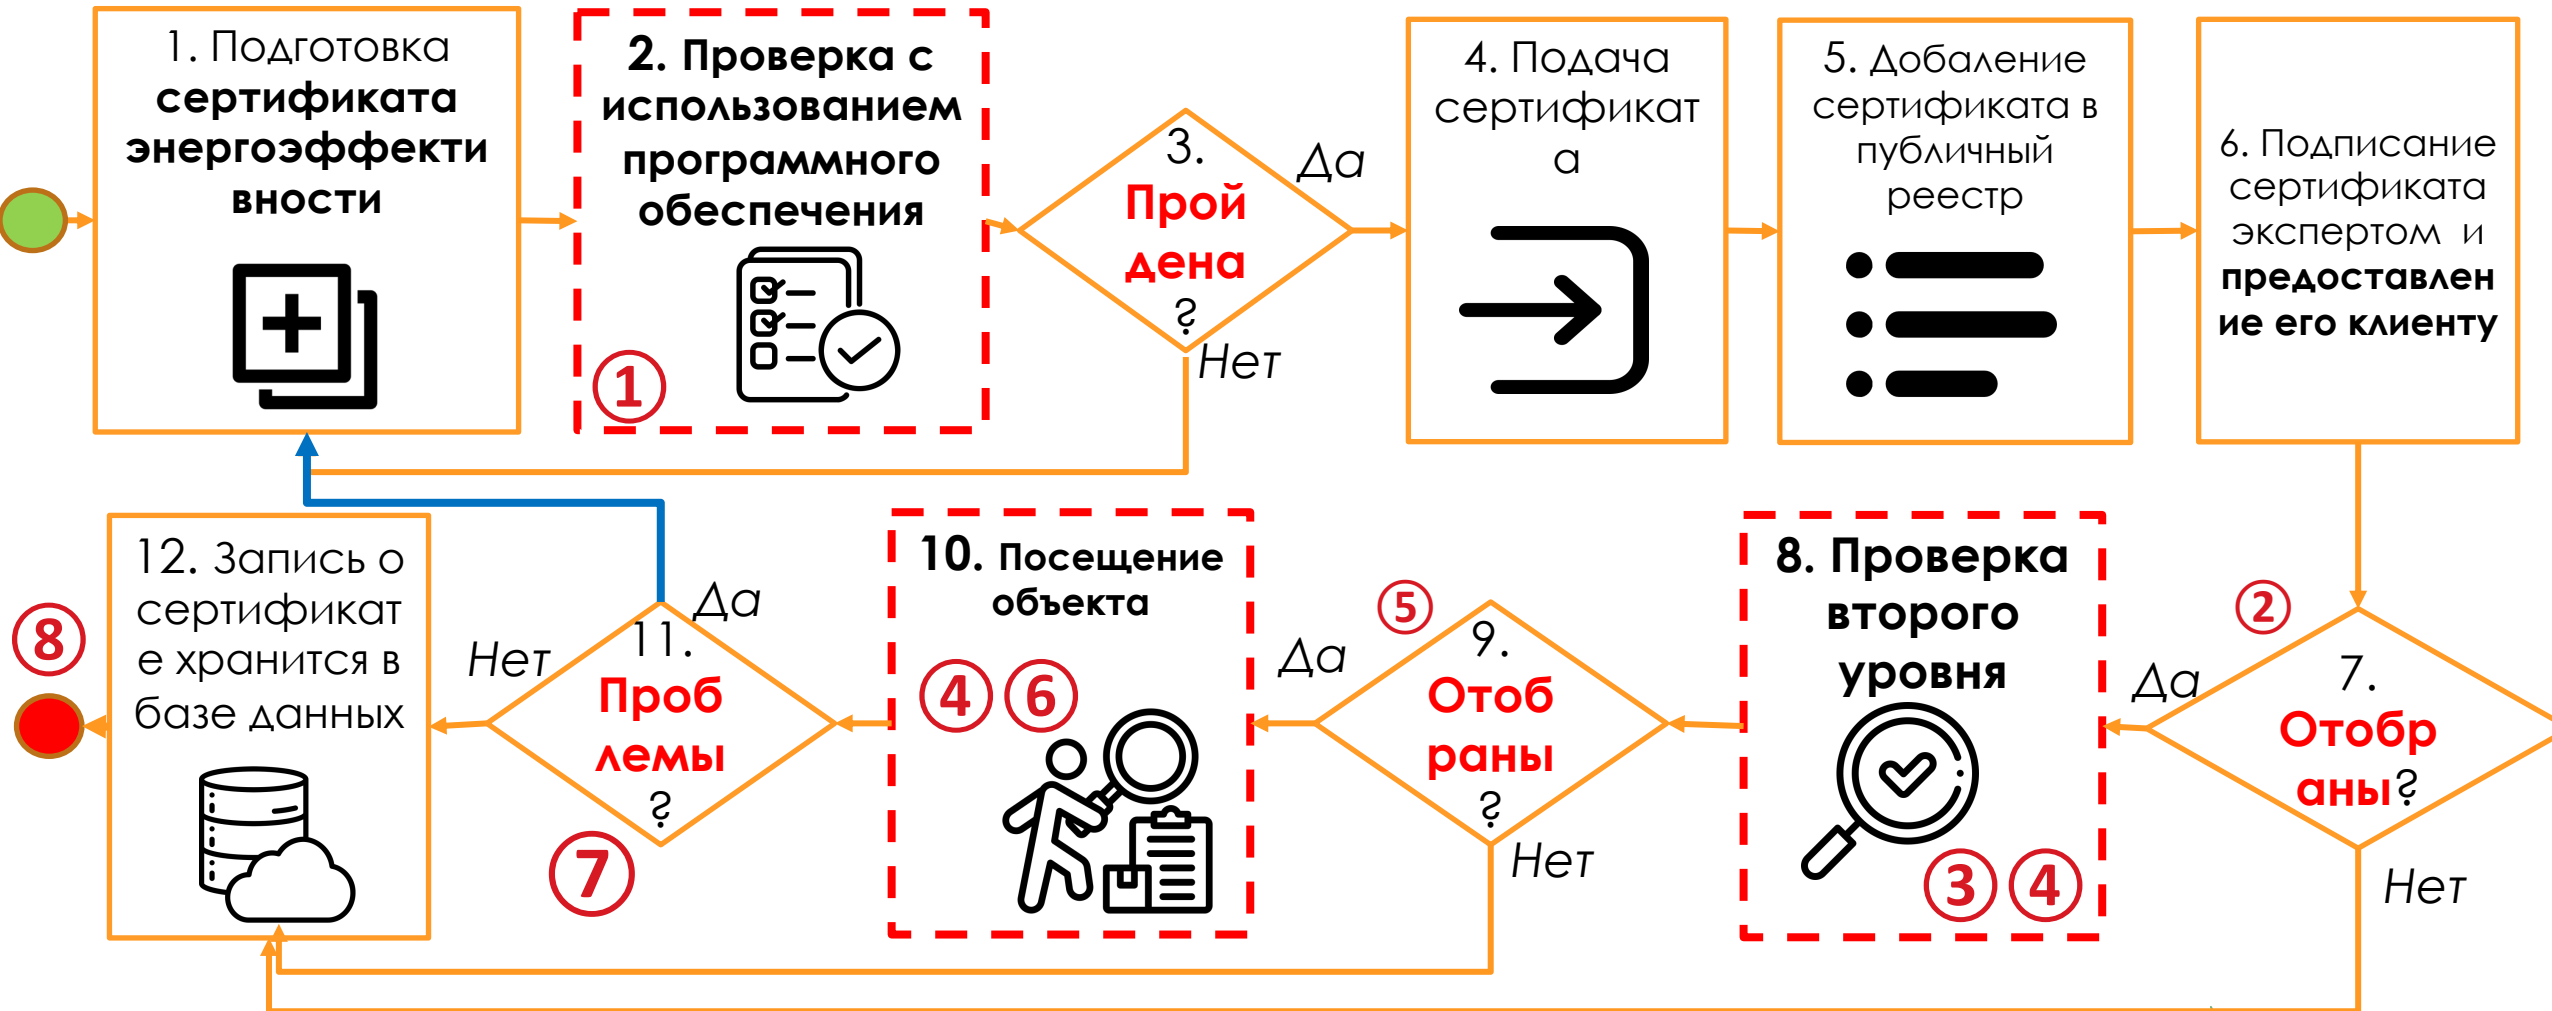 1. Подготовка
сертификата
энергоэффекти
вности
2. Проверка с
использованием
программного
обеспечения
①
3.
Прой
дена
?
Да
Нет
4. Подача
сертификат
а
5. Добаление
сертификата в
публичный
реестр
6. Подписание
сертификата
экспертом и
предоставлен
ие его клиенту
②
7.
Отобр
аны?
Да
Нет
8. Проверка
второго
уровня
③ ④
⑤
9.
Отоб
раны
?
Да
Нет
10. Посещение
объекта
④ ⑥
11.
Проб
лемы
?
Да
Нет
⑦
12. Запись о
сертификат
е хранится в
базе данных
⑧